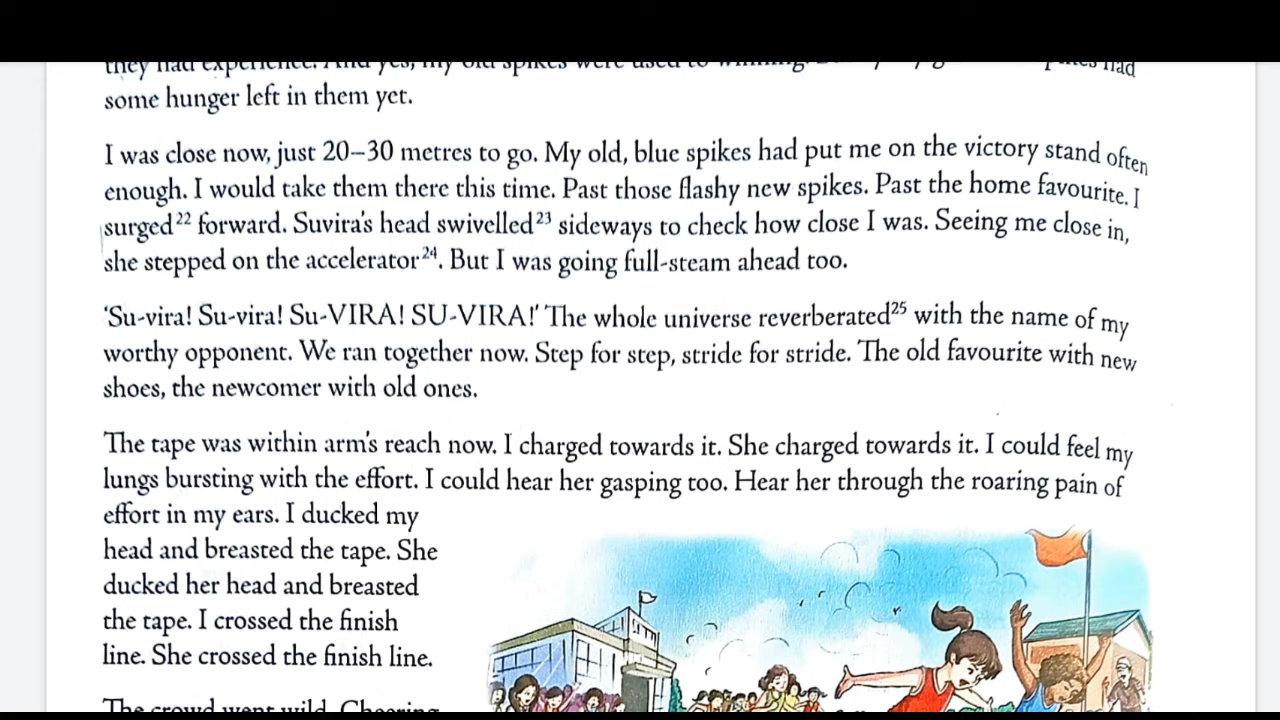 they had experience. And yes, my old spikes were used to winning.
some hunger left in them yet.
I was close now, just 20–30 metres to go. My old, blue spikes had put me on the victory stand often
enough. I would take them there this time. Past those flashy new spikes. Past the home favourite. I
surged22 forward. Suvira's head swivelled23 sideways to check how close I was. Seeing me close in,
she stepped on the accelerator24. But I was going full-steam ahead too.
'Su-vira! Su-vira! Su-VIRA! SU-VIRA!' The whole universe reverberated25 with the name of my
worthy opponent. We ran together now. Step for step, stride for stride. The old favourite with new
shoes, the newcomer with old ones.
The tape was within arm's reach now. I charged towards it. She charged towards it. I could feel my
lungs bursting with the effort. I could hear her gasping too. Hear her through the roaring pain of
effort in my ears. I ducked my
head and breasted the tape. She
ducked her head and breasted
the tape. I crossed the finish
line. She crossed the finish line.
The crowd went wild. Cheering